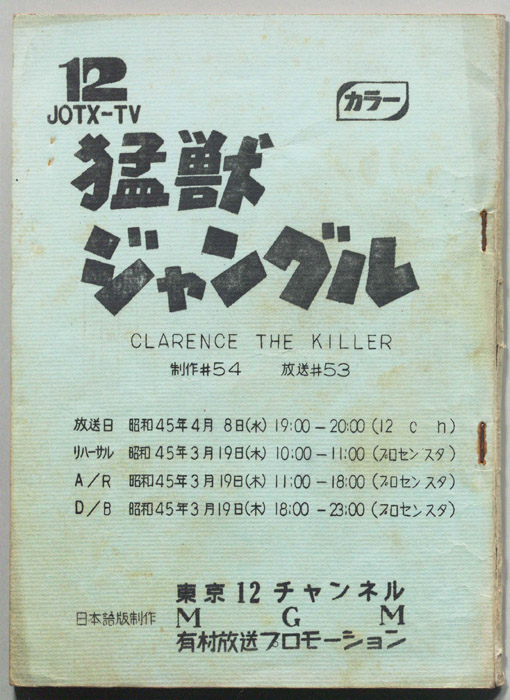 12
JOTX-TV
カラー
猛獣
ジャングル
CLARENCE THE KILLER
制作#54 放送#53
放送日 昭和45年4月 8日(水) 19:00-20:00 (12 c h)
リハーサル 昭和45年3月19日(木) 10:00-11:00 (プロセンスタ)
A/R 昭和45年3月19日(木) 11:00-18:00 (プロセンスタ)
D/B 昭和45年3月19日(木) 18:00-23:00 (プロセンスタ)
東京12チャンネル
日本語版制作 M G M
有村放送プロモーション